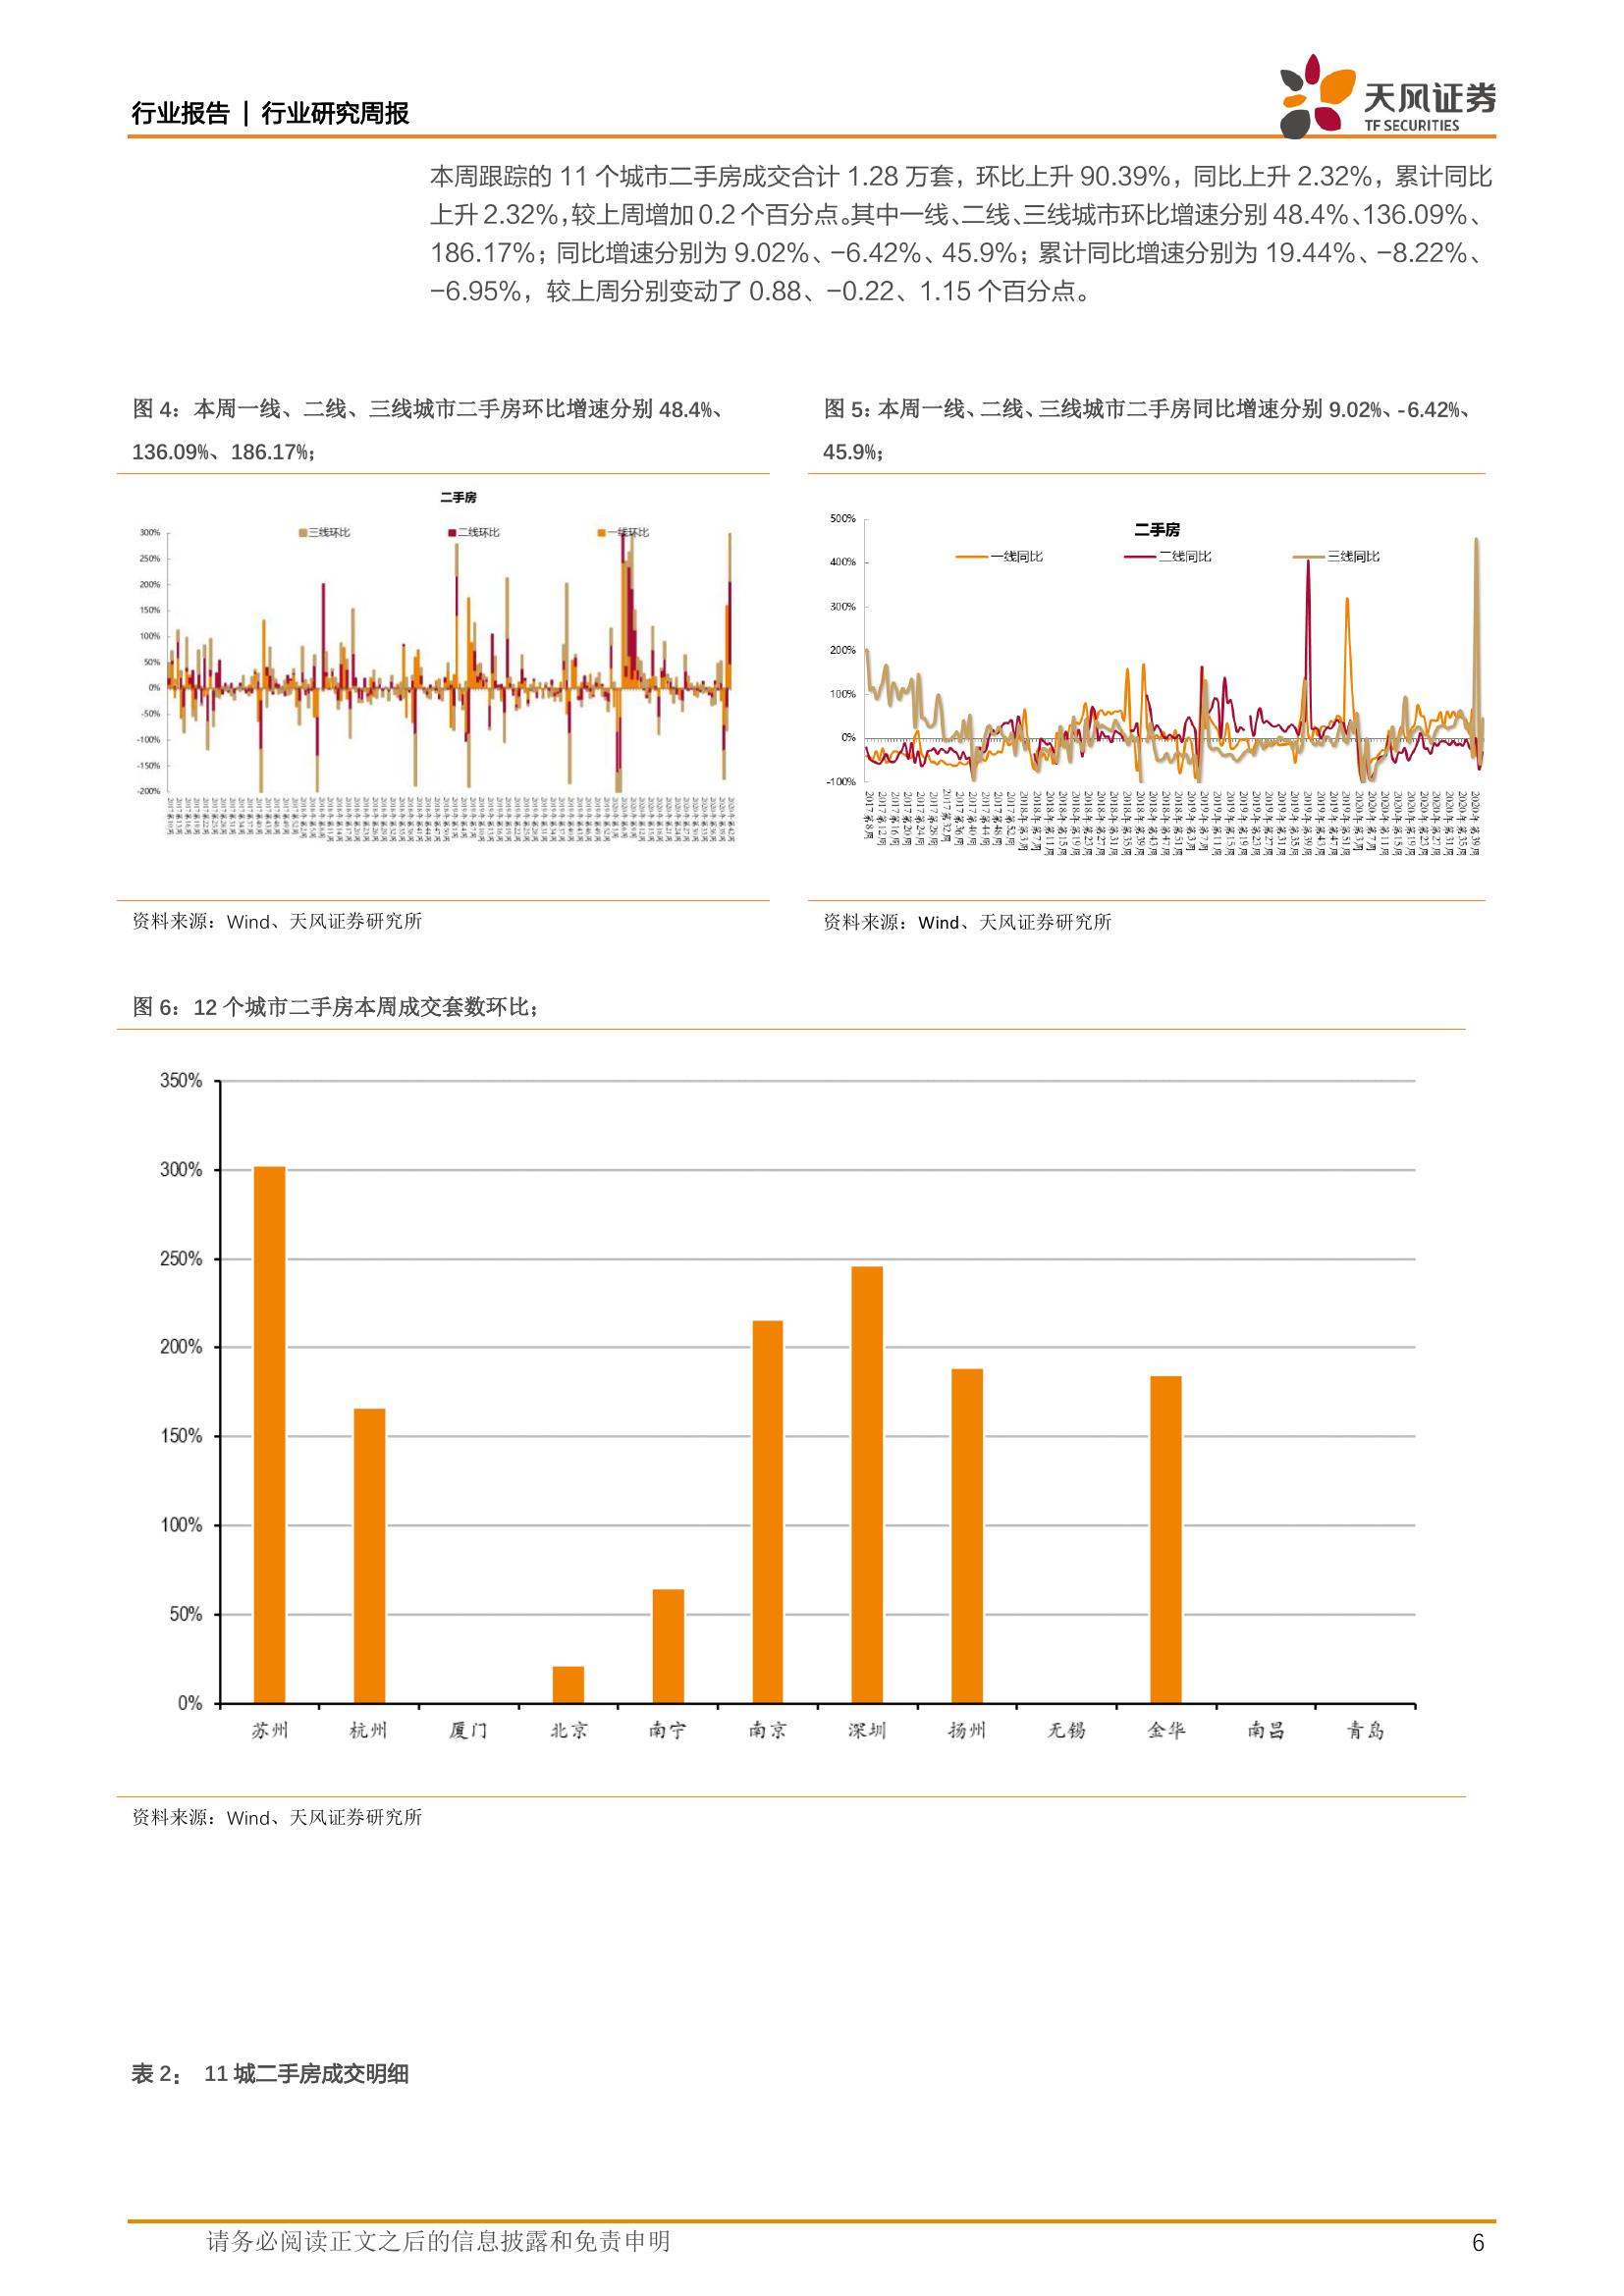 行业报告 | 行业研究周报
天风证券
TF SECURITIES
本周跟踪的 11 个城市二手房成交合计 1.28 万套，环比上升 90.39%，同比上升 2.32%，累计同比
上升 2.32%，较上周增加 0.2 个百分点。其中一线、二线、三线城市环比增速分别 48.4%、136.09%、
186.17%；同比增速分别为 9.02%、-6.42%、45.9%；累计同比增速分别为 19.44%、-8.22%、
-6.95%，较上周分别变动了 0.88、-0.22、1.15 个百分点。
图 4：本周一线、二线、三线城市二手房环比增速分别 48.4%、
136.09%、186.17%；
二手房
三线环比 二线环比 一线环比
300%
250%
200%
150%
100%
50%
0%
-50%
-100%
-150%
-200%
资料来源：Wind、天风证券研究所
图 5：本周一线、二线、三线城市二手房同比增速分别 9.02%、-6.42%、
45.9%；
二手房
一线同比 二线同比 三线同比
500%
400%
300%
200%
100%
0%
-100%
资料来源：Wind、天风证券研究所
图 6：12 个城市二手房本周成交套数环比；
350%
300%
250%
200%
150%
100%
50%
0%
苏州 杭州 厦门 北京 南宁 南京 深圳 扬州 无锡 金华 南昌 青岛
资料来源：Wind、天风证券研究所
表 2： 11 城二手房成交明细
请务必阅读正文之后的信息披露和免责申明
6